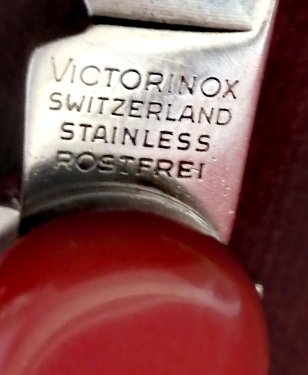 VICTORINOX
SWITZERLAND
STAINLESS
ROSTFREI